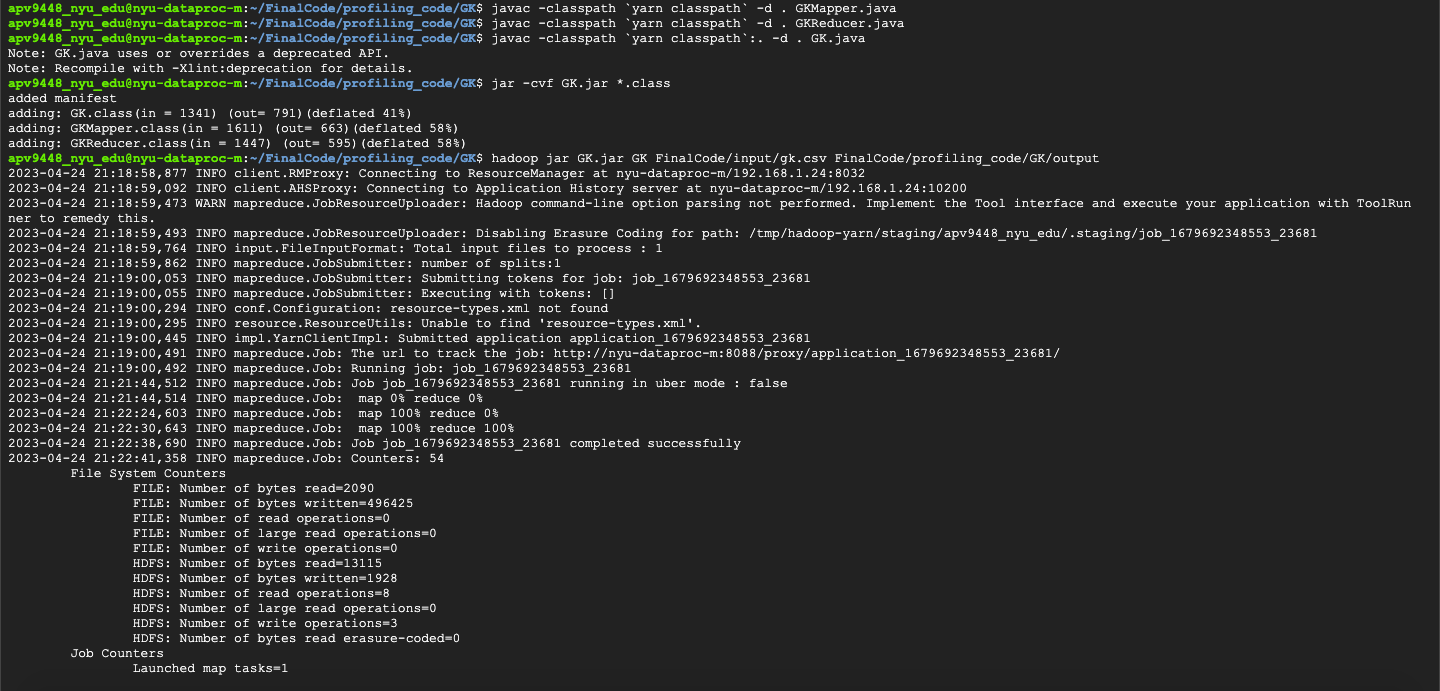 apv9448_nyu_edu@nyu-dataproc-m:~/FinalCode/profiling_code/GK$ javac -classpath `yarn classpath` -d . GKMapper.java
apv9448_nyu_edu@nyu-dataproc-m:~/FinalCode/profiling_code/GK$ javac -classpath `yarn classpath` -d . GKReducer.java
apv9448_nyu_edu@nyu-dataproc-m:~/FinalCode/profiling_code/GK$ javac -classpath `yarn classpath`:. -d . GK.java
Note: GK.java uses or overrides a deprecated API.
Note: Recompile with -Xlint:deprecation for details.
apv9448_nyu_edu@nyu-dataproc-m:~/FinalCode/profiling_code/GK$ jar -cvf GK.jar *.class
added manifest
adding: GK.class(in = 1341) (out= 791)(deflated 41%)
adding: GKMapper.class(in = 1611) (out= 663)(deflated 58%)
adding: GKReducer.class(in = 1447) (out= 595)(deflated 58%)
apv9448_nyu_edu@nyu-dataproc-m:~/FinalCode/profiling_code/GK$ hadoop jar GK.jar GK FinalCode/input/gk.csv FinalCode/profiling_code/GK/output
2023-04-24 21:18:58,877 INFO client.RMProxy: Connecting to ResourceManager at nyu-dataproc-m/192.168.1.24:8032
2023-04-24 21:18:59,092 INFO client.AHSProxy: Connecting to Application History server at nyu-dataproc-m/192.168.1.24:10200
2023-04-24 21:18:59,473 WARN mapreduce.JobResourceUploader: Hadoop command-line option parsing not performed. Implement the Tool interface and execute your application with ToolRun
ner to remedy this.
2023-04-24 21:18:59,493 INFO mapreduce.JobResourceUploader: Disabling Erasure Coding for path: /tmp/hadoop-yarn/staging/apv9448_nyu_edu/.staging/job_1679692348553_23681
2023-04-24 21:18:59,764 INFO input.FileInputFormat: Total input files to process : 1
2023-04-24 21:18:59,862 INFO mapreduce.JobSubmitter: number of splits:1
2023-04-24 21:19:00,053 INFO mapreduce.JobSubmitter: Submitting tokens for job: job_1679692348553_23681
2023-04-24 21:19:00,055 INFO mapreduce.JobSubmitter: Executing with tokens: []
2023-04-24 21:19:00,294 INFO conf.Configuration: resource-types.xml not found
2023-04-24 21:19:00,295 INFO resource.ResourceUtils: Unable to find 'resource-types.xml'.
2023-04-24 21:19:00,445 INFO impl.YarnClientImpl: Submitted application application_1679692348553_23681
2023-04-24 21:19:00,491 INFO mapreduce.Job: The url to track the job: http://nyu-dataproc-m:8088/proxy/application_1679692348553_23681/
2023-04-24 21:19:00,492 INFO mapreduce.Job: Running job: job_1679692348553_23681
2023-04-24 21:21:44,512 INFO mapreduce.Job: Job job_1679692348553_23681 running in uber mode : false
2023-04-24 21:21:44,514 INFO mapreduce.Job:  map 0% reduce 0%
2023-04-24 21:22:24,603 INFO mapreduce.Job:  map 100% reduce 0%
2023-04-24 21:22:30,643 INFO mapreduce.Job:  map 100% reduce 100%
2023-04-24 21:22:38,690 INFO mapreduce.Job: Job job_1679692348553_23681 completed successfully
2023-04-24 21:22:41,358 INFO mapreduce.Job: Counters: 54
File System Counters
FILE: Number of bytes read=2090
FILE: Number of bytes written=496425
FILE: Number of read operations=0
FILE: Number of large read operations=0
FILE: Number of write operations=0
HDFS: Number of bytes read=13115
HDFS: Number of bytes written=1928
HDFS: Number of read operations=8
HDFS: Number of large read operations=0
HDFS: Number of write operations=3
HDFS: Number of bytes read erasure-coded=0
Job Counters
Launched map tasks=1